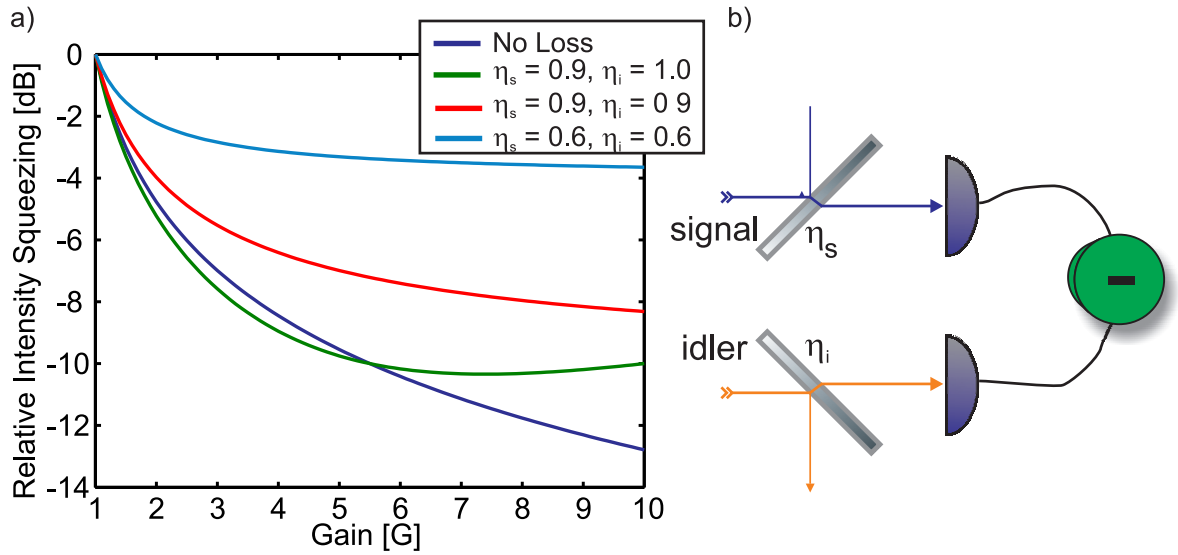 a)
Relative Intensity Squeezing [dB]
0
-2
-4
-6
-8
-10
-12
-14
1 2 3 4 5 6 7 8 9 10
Gain [G]
No Loss
ηs = 0.9, ηi = 1.0
ηs = 0.9, ηi = 0 9
ηs = 0.6, ηi = 0.6
b)
signal
ηs
idler
ηi
-